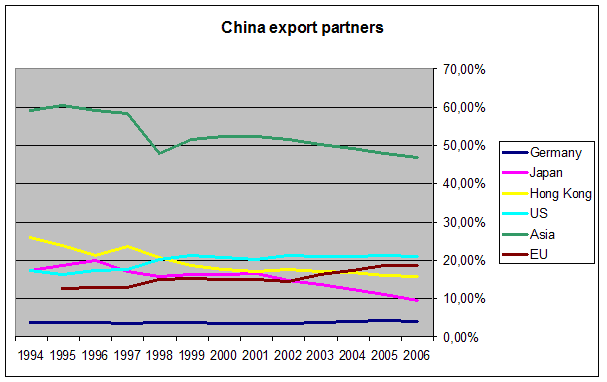 China export partners
70,00%
60,00%
50,00%
40,00%
30,00%
20,00%
10,00%
0,00%
1994 1995 1996 1997 1998 1999 2000 2001 2002 2003 2004 2005 2006
Germany
Japan
Hong Kong
US
Asia
EU